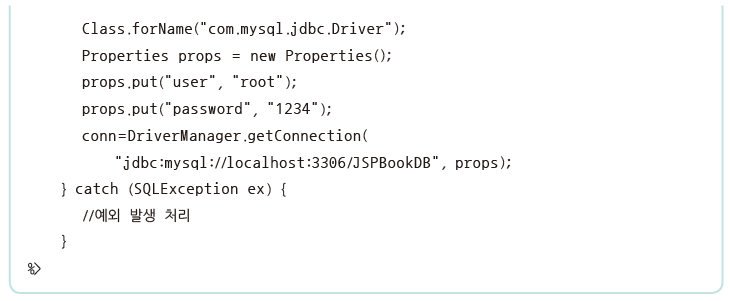 Class.forName("com.mysql.jdbc.Driver");
Properties props = new Properties();
props.put("user", "root");
props.put("password", "1234");
conn=DriverManager.getConnection(
"jdbc:mysql://localhost:3306/JSPBookDB", props);
} catch (SQLException ex) {
//예외 발생 처리
}
%>